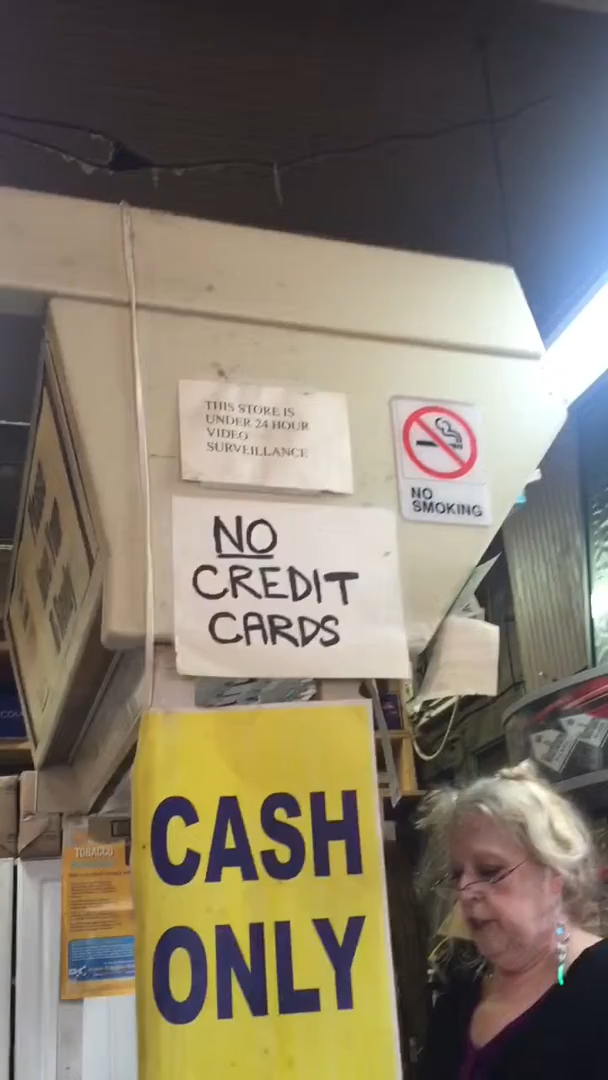 THIS STORE IS
UNDER 24 HOUR
VIDEO
SURVEILLANCE
NO
SMOKING
NO
CREDIT
CARDS
CASH
ONLY
TOBACCO